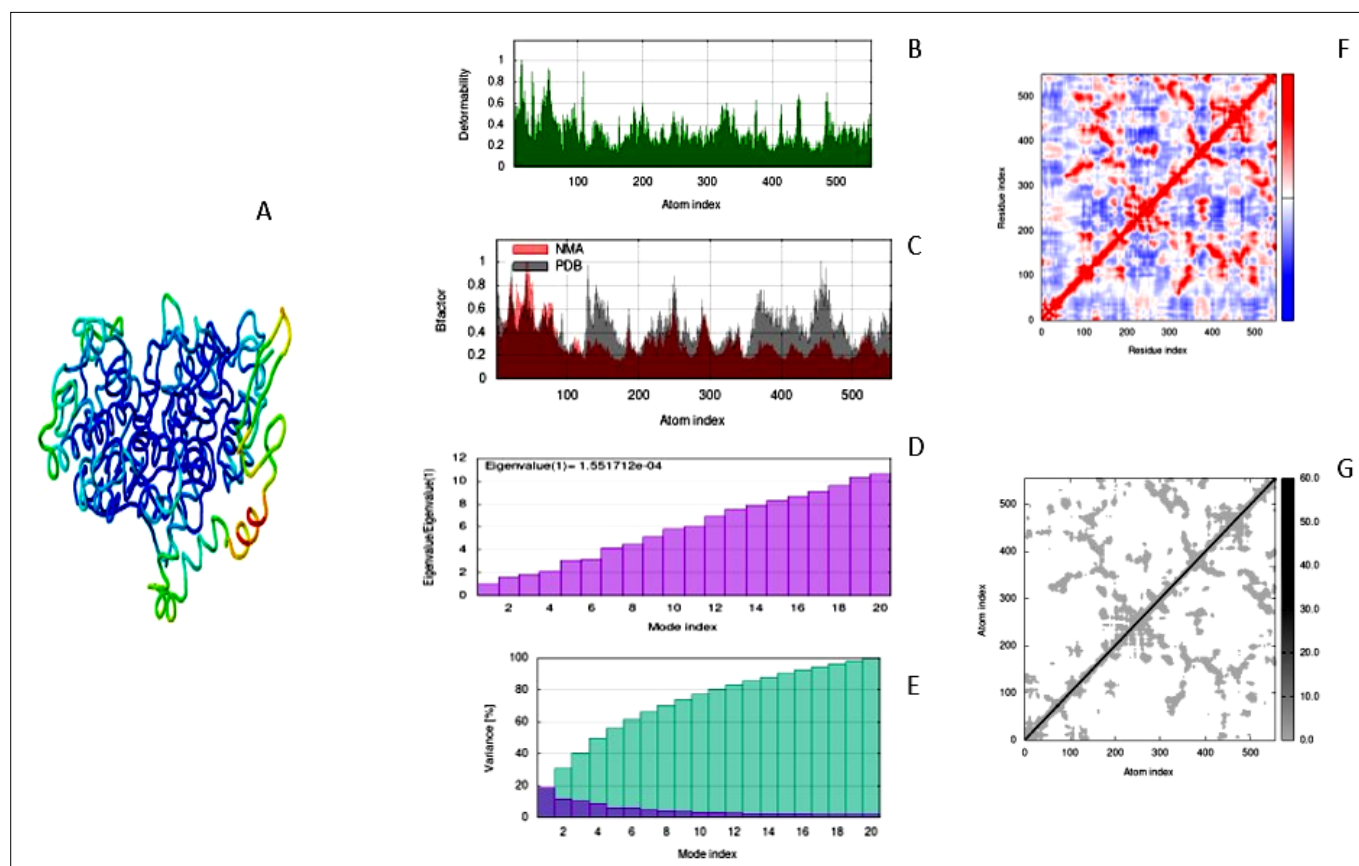 A
B
1
0.8
0.6
0.4
0.2
0
Deformability
100 200 300 400 500
Atom index
C
NMA
PDB
1
0.8
0.6
0.4
0.2
0
Bfactor
100 200 300 400 500
Atom index
D
Eigenvalue(1)= 1.551712e-04
12
10
8
6
4
2
0
Eigenvalue/Eigenvalue(1)
2 4 6 8 10 12 14 16 18 20
Mode index
E
100
80
60
40
20
0
Variance [%]
2 4 6 8 10 12 14 16 18 20
Mode index
F
500
400
300
200
100
0
Residue index
0 100 200 300 400 500
Residue index
G
500
400
300
200
100
0
Atom index
0 100 200 300 400 500
Atom index
60.0
50.0
40.0
30.0
20.0
10.0
0.0